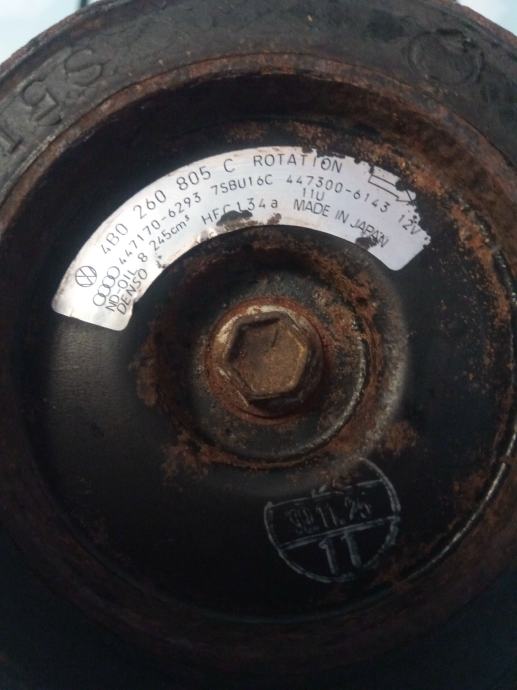 4B0 260 805 C ROTATION
447170-6293 7SBU16C 447300-6143 12V
ND-OIL 8 245cm³ HFC134a 11U MADE IN JAPAN
DENSO
11